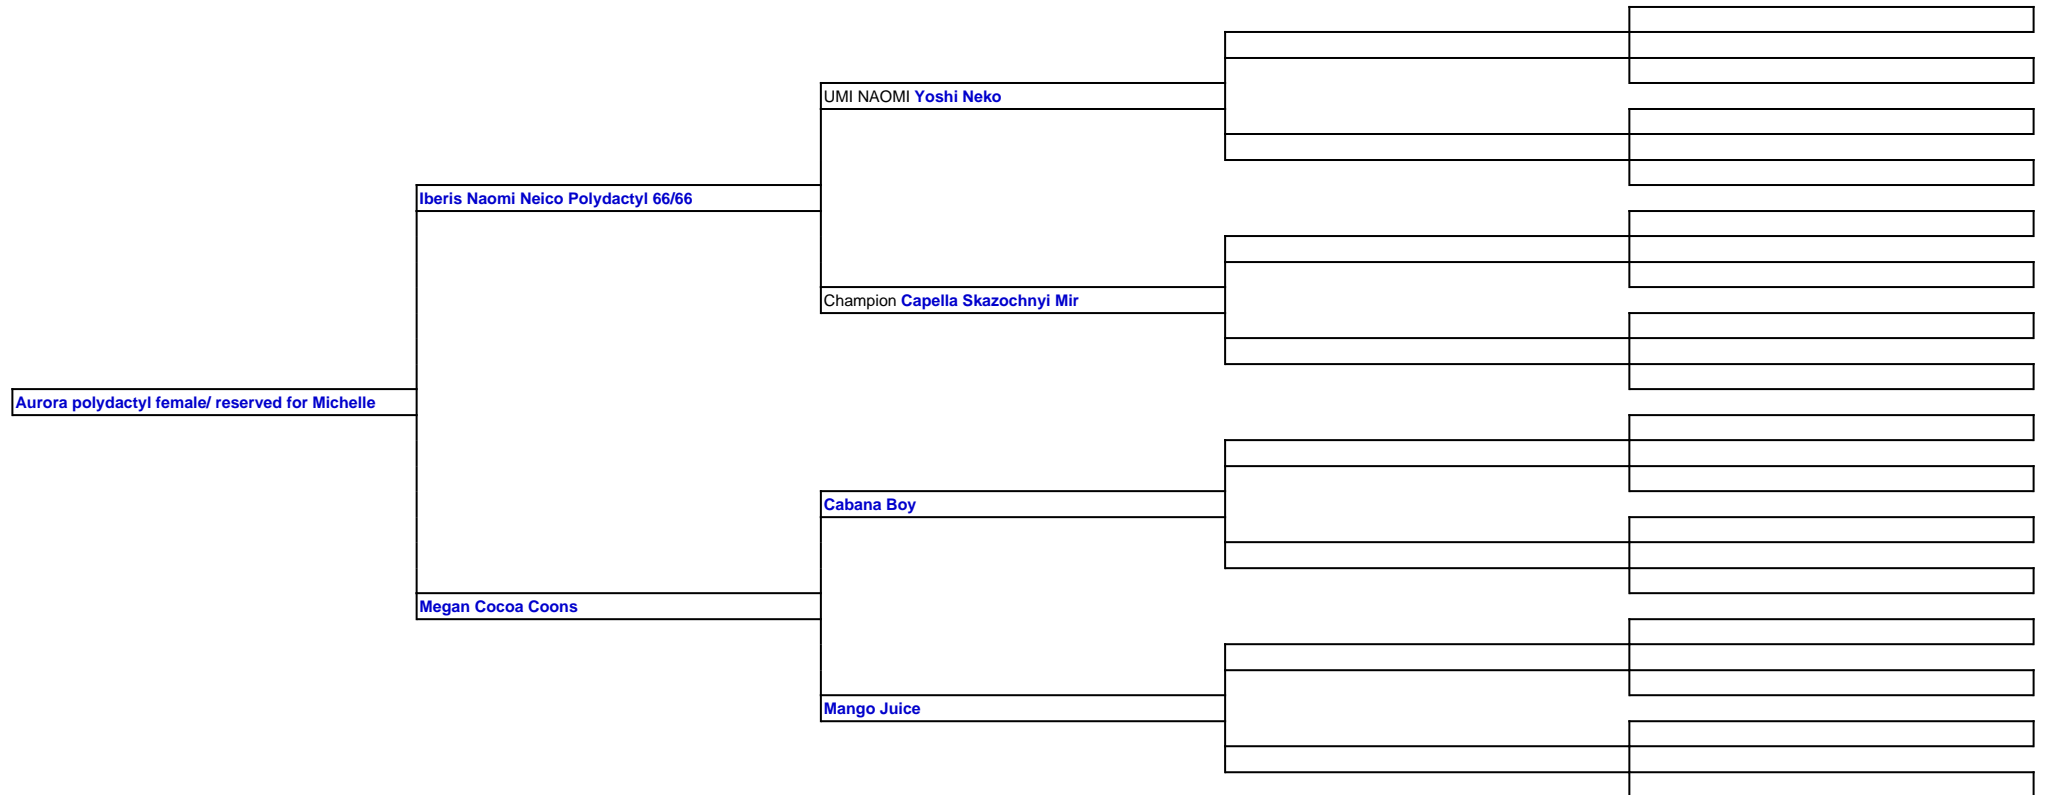 UMI NAOMI Yoshi Neko
Iberis Naomi Neico Polydactyl 66/66
Champion Capella Skazochnyi Mir
Aurora polydactyl female/ reserved for Michelle
Cabana Boy
Megan Cocoa Coons
Mango Juice